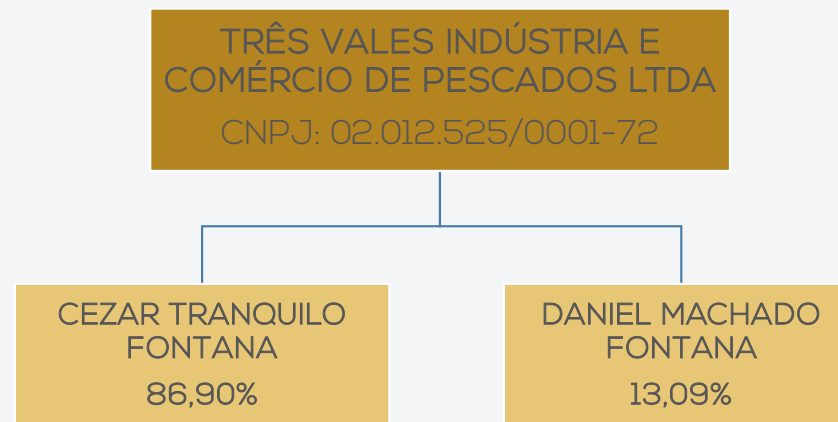 TRÊS VALES INDÚSTRIA E
COMÉRCIO DE PESCADOS LTDA
CNPJ: 02.012.525/0001-72
CEZAR TRANQUILO
FONTANA
86,90%
DANIEL MACHADO
FONTANA
13,09%